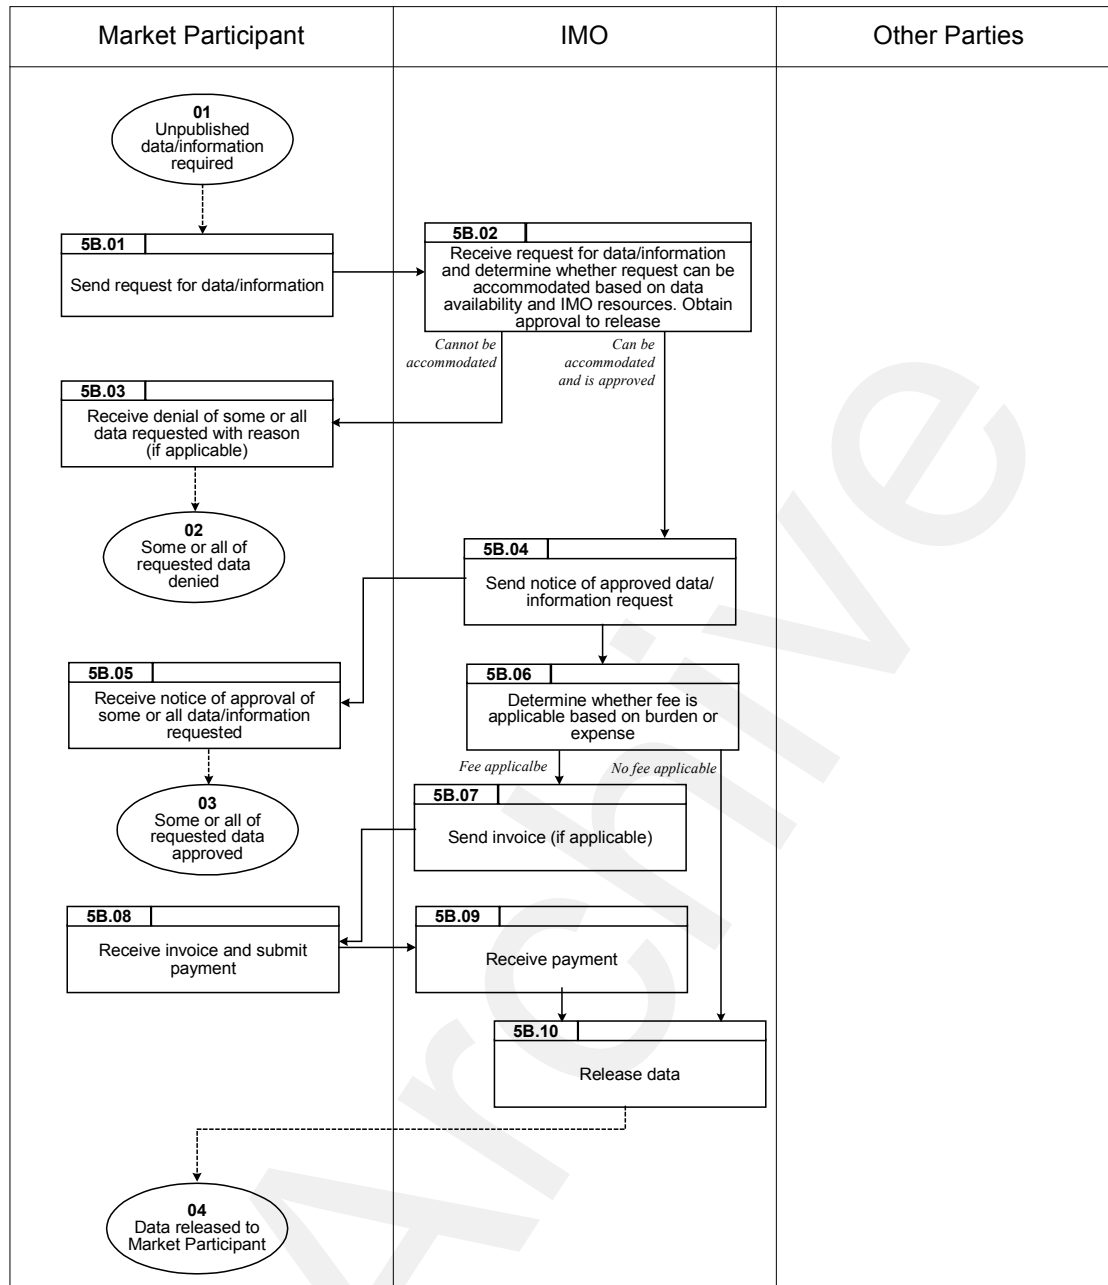 Market Participant
IMO
Other Parties
01
Unpublished
data/information
required
5B.01
Send request for data/information
5B.02
Receive request for data/information
and determine whether request can be
accommodated based on data
availability and IMO resources. Obtain
approval to release
Cannot be
accommodated
Can be
accommodated
and is approved
5B.03
Receive denial of some or all
data requested with reason
(if applicable)
02
Some or all of
requested data
denied
5B.04
Send notice of approved data/
information request
5B.05
Receive notice of approval of
some or all data/information
requested
5B.06
Determine whether fee is
applicable based on burden or
expense
Fee applicalbe
No fee applicable
03
Some or all of
requested data
approved
5B.07
Send invoice (if applicable)
5B.08
Receive invoice and submit
payment
5B.09
Receive payment
5B.10
Release data
04
Data released to
Market Participant
Archive